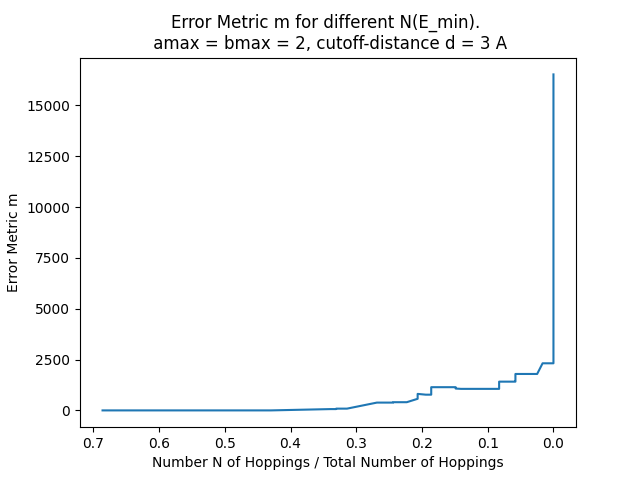 Error Metric m for different N(E_min).
amax = bmax = 2, cutoff-distance d = 3 A
15000
12500
10000
7500
5000
2500
0
Error Metric m
0.7 0.6 0.5 0.4 0.3 0.2 0.1 0.0
Number N of Hoppings / Total Number of Hoppings